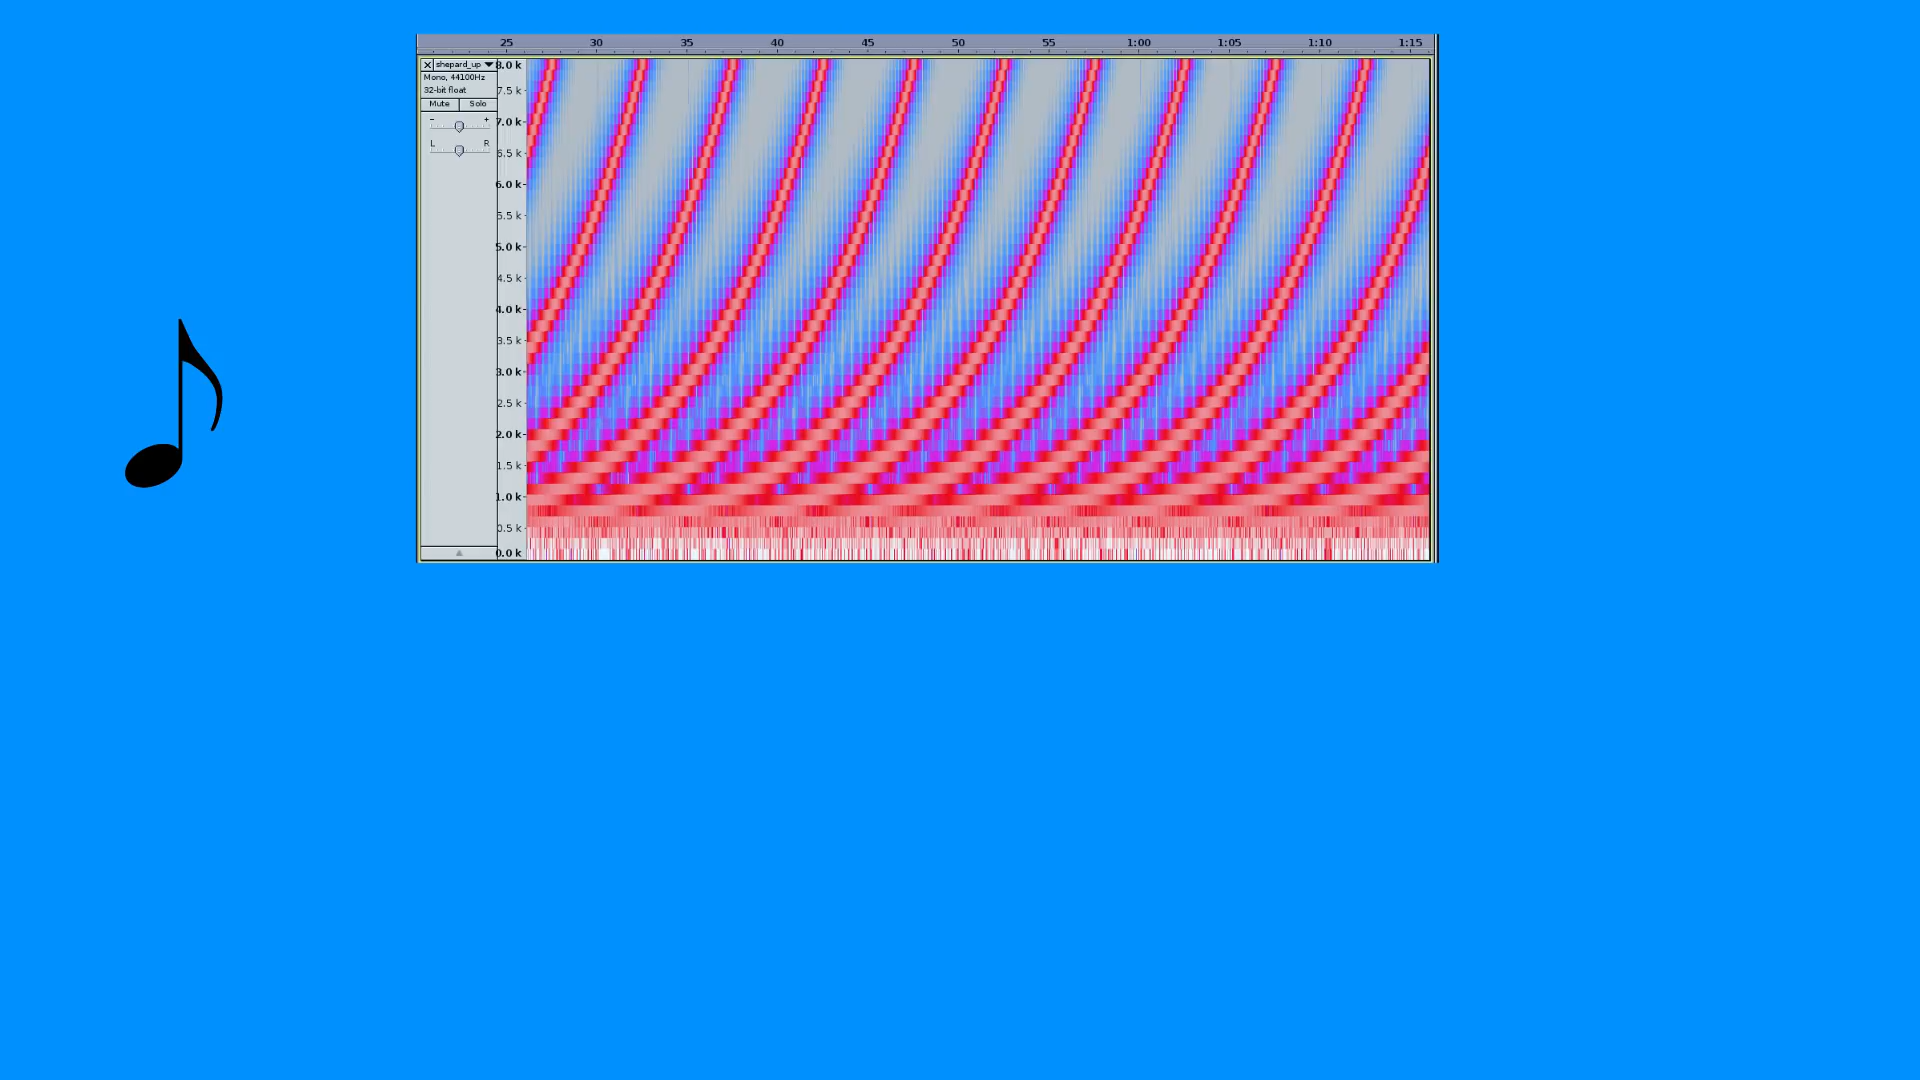 25 30 35 40 45 50 55 1:00 1:05 1:10 1:15
shepard_up 8.0 k
Mono, 44100Hz
32-bit float 7.5 k
Mute Solo
- + 7.0 k
L R 6.5 k
6.0 k
5.5 k
5.0 k
4.5 k
4.0 k
3.5 k
3.0 k
2.5 k
2.0 k
1.5 k
1.0 k
0.5 k
0.0 k